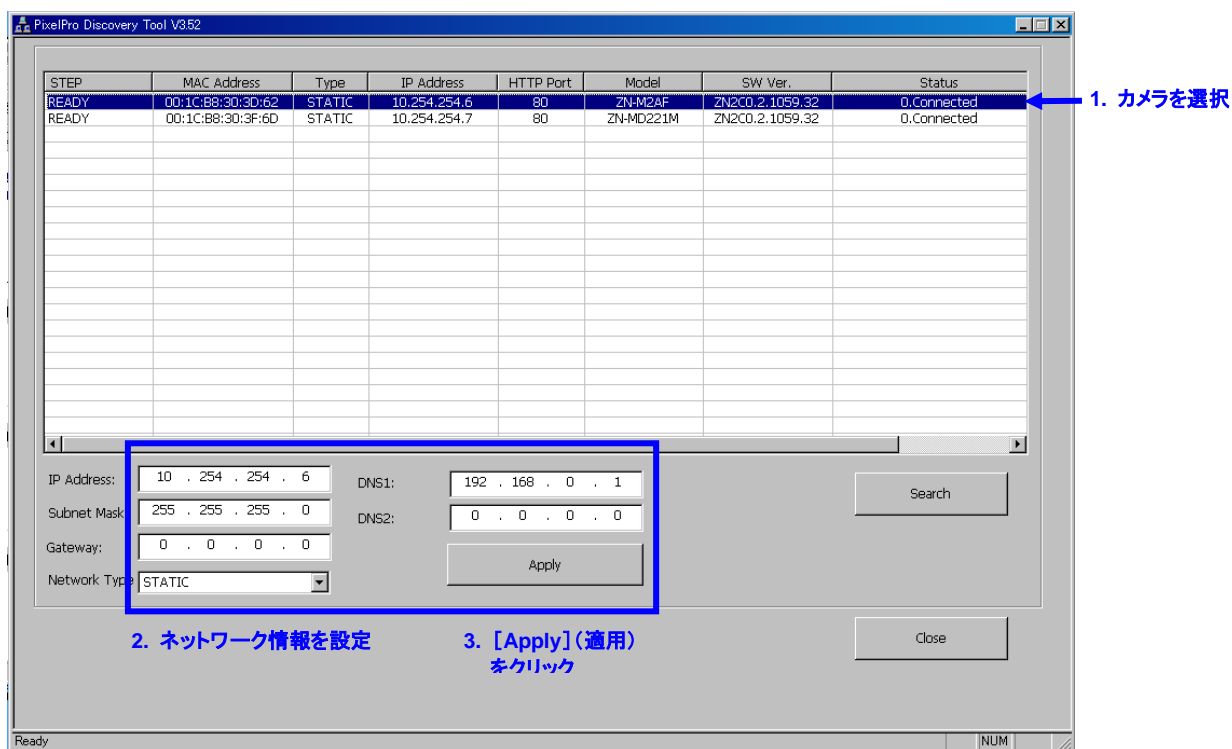 PixelPro Discovery Tool V3.52
STEP MAC Address Type IP Address HTTP Port Model SW Ver. Status
READY 00:1C:B8:30:3D:62 STATIC 10.254.254.6 80 ZN-M2AF ZN2C0.2.1059.32 0.Connected
READY 00:1C:B8:30:3F:6D STATIC 10.254.254.7 80 ZN-MD221M ZN2C0.2.1059.32 0.Connected
1. カメラを選択
IP Address: 10 . 254 . 254 . 6 DNS1: 192 . 168 . 0 . 1
Search
Subnet Mask 255 . 255 . 255 . 0 DNS2: 0 . 0 . 0 . 0
Gateway: 0 . 0 . 0 . 0
Apply
Network Type STATIC
2. ネットワーク情報を設定
3. [Apply](適用)
をクリック
Close
Ready NUM